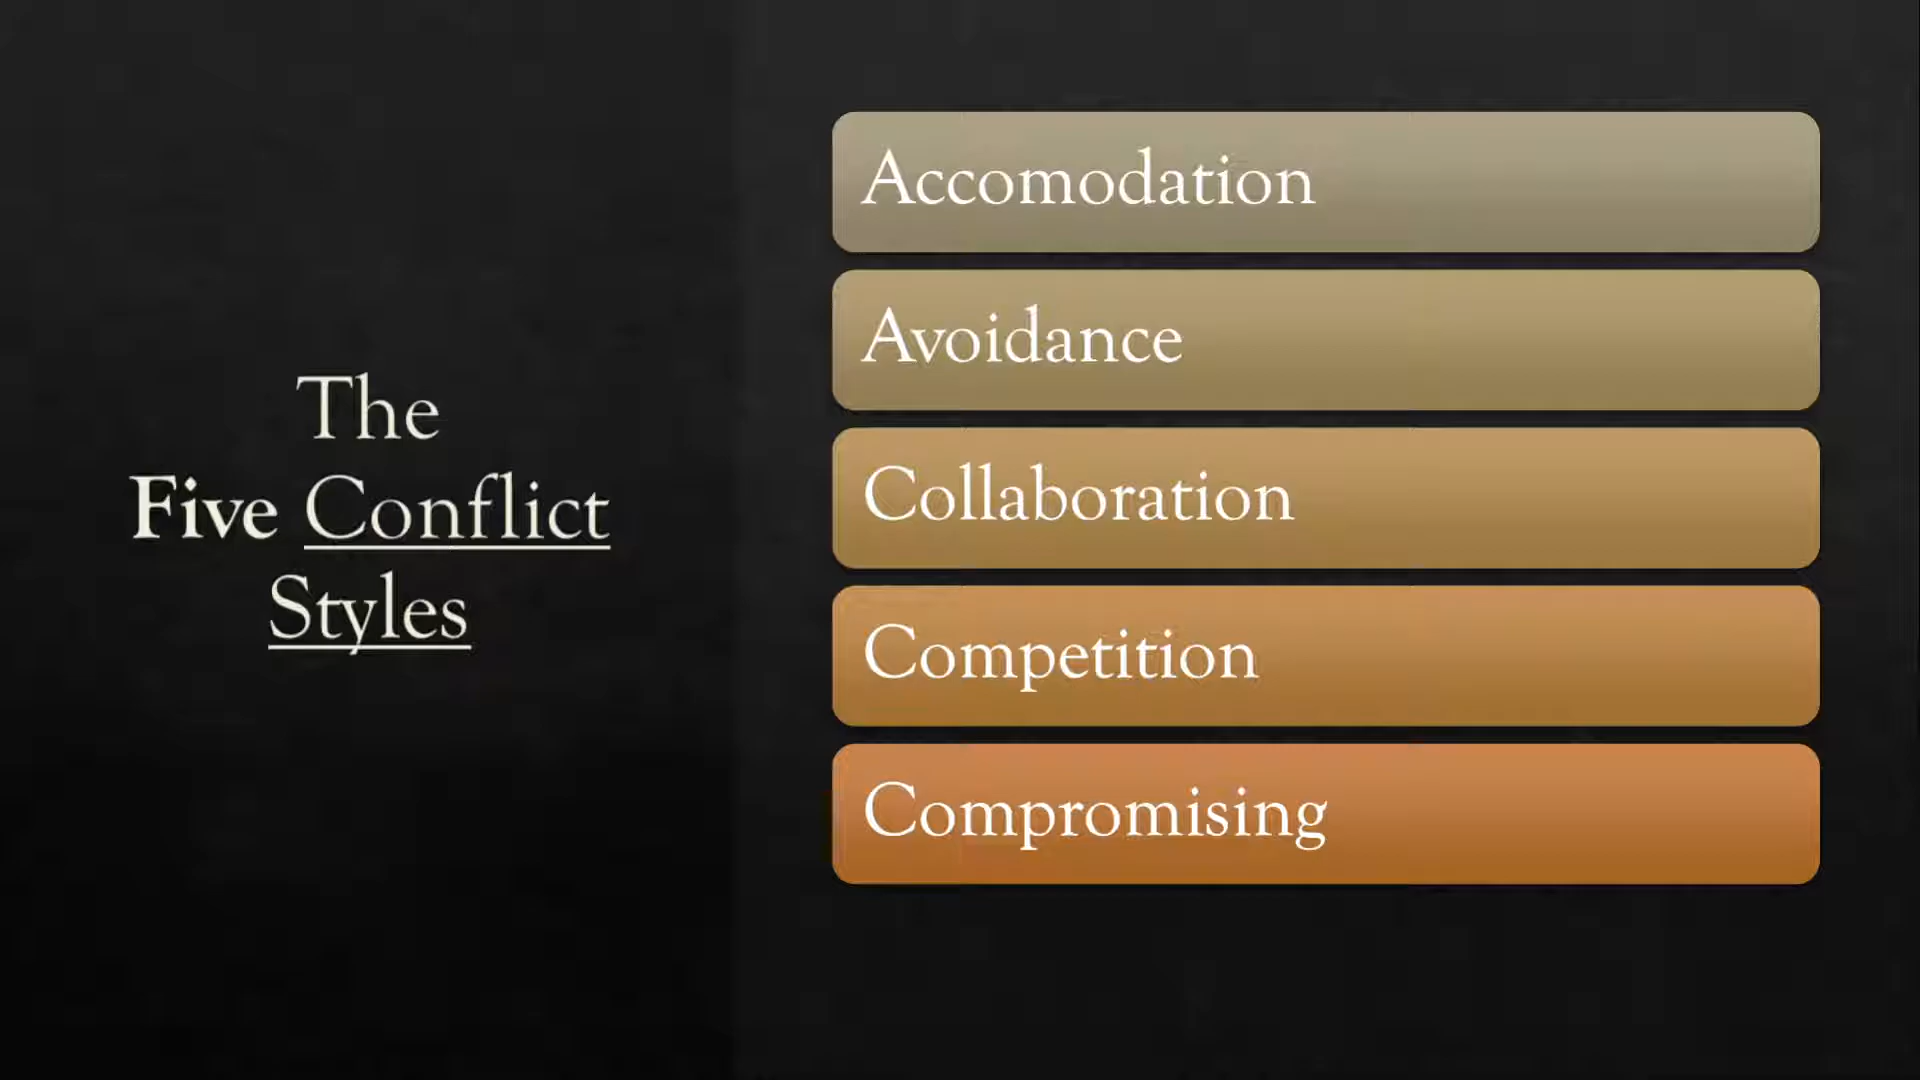 The
Five Conflict
Styles
Accomodation
Avoidance
Collaboration
Competition
Compromising